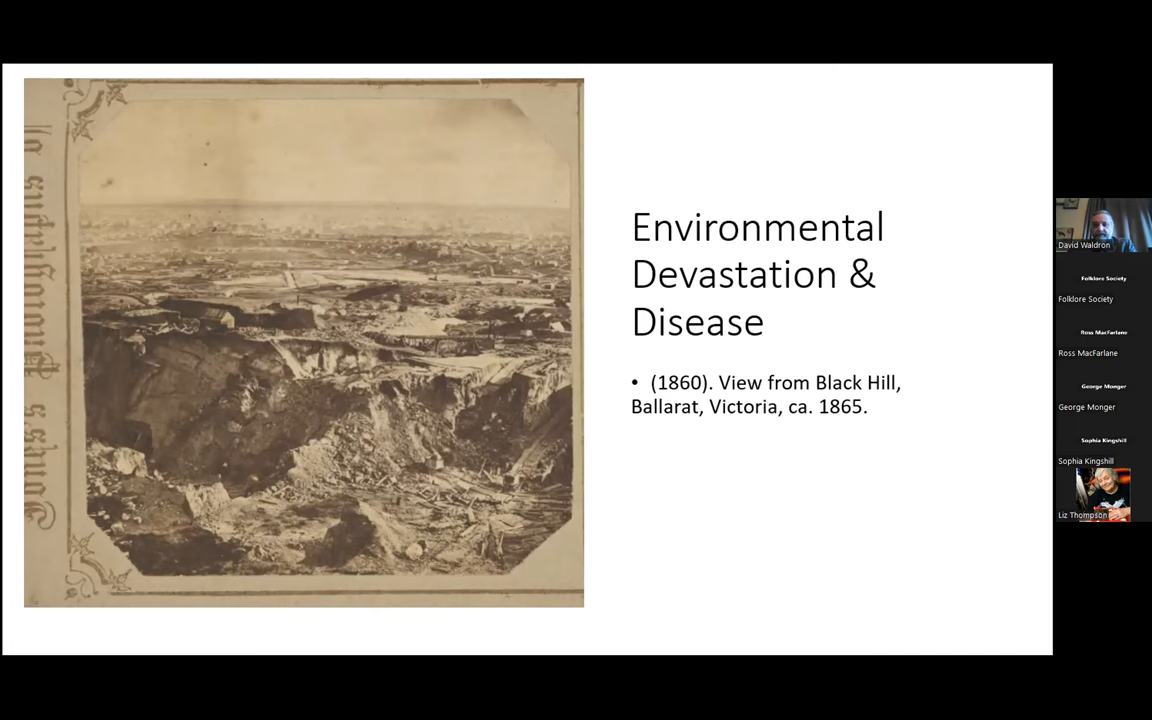 Environmental
Devastation &
Disease
• (1860). View from Black Hill,
Ballarat, Victoria, ca. 1865.
David Waldron
Folklore Society
Folklore Society
Ross MacFarlane
Ross MacFarlane
George Monger
George Monger
Sophia Kingshill
Sophia Kingshill
Liz Thompson